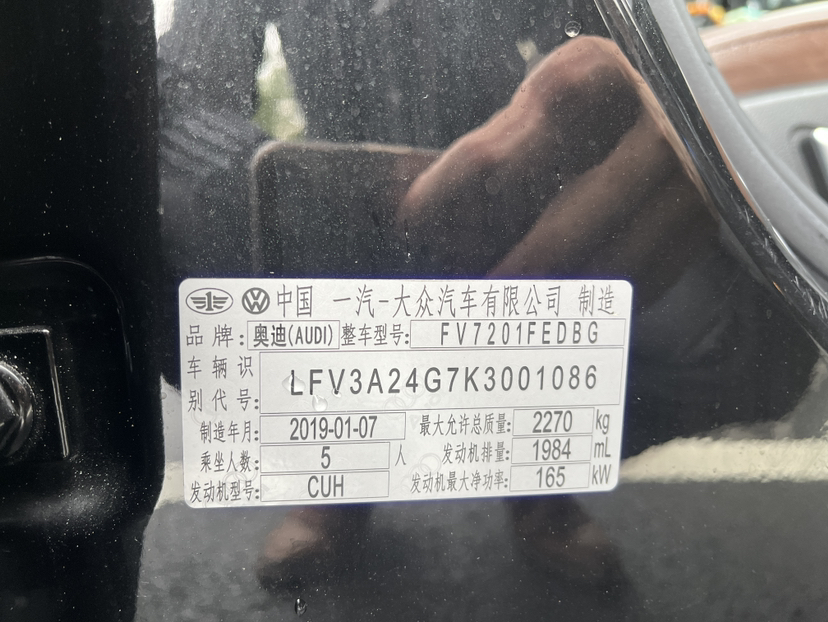 中国 一汽-大众汽车有限公司 制造
品牌: 奥迪(AUDI) 整车型号: FV7201FEDBG
车辆识别代号: LFV3A24G7K3001086
制造年月: 2019-01-07 最大允许总质量: 2270 kg
乘坐人数: 5 人 发动机排量: 1984 mL
发动机型号: CUH 发动机最大净功率: 165 kW